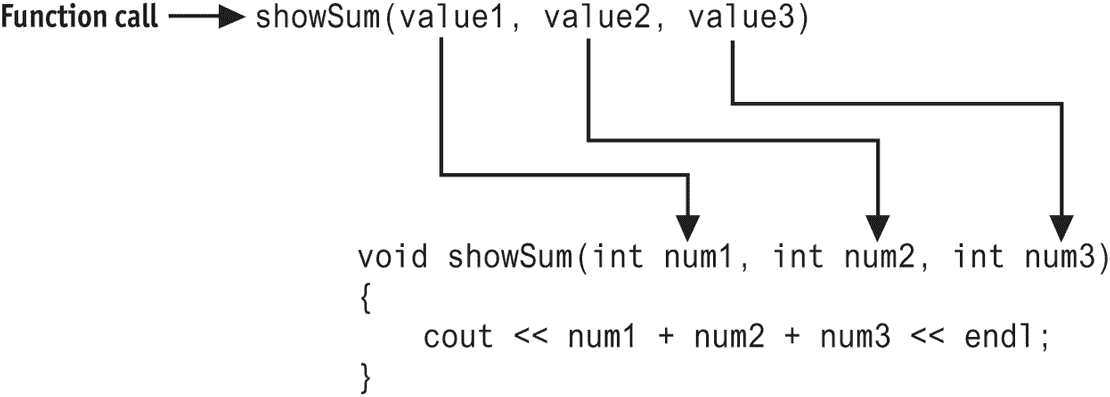 Function call showSum(value1, value2, value3)
void showSum(int num1, int num2, int num3)
{
cout << num1 + num2 + num3 << endl;
}